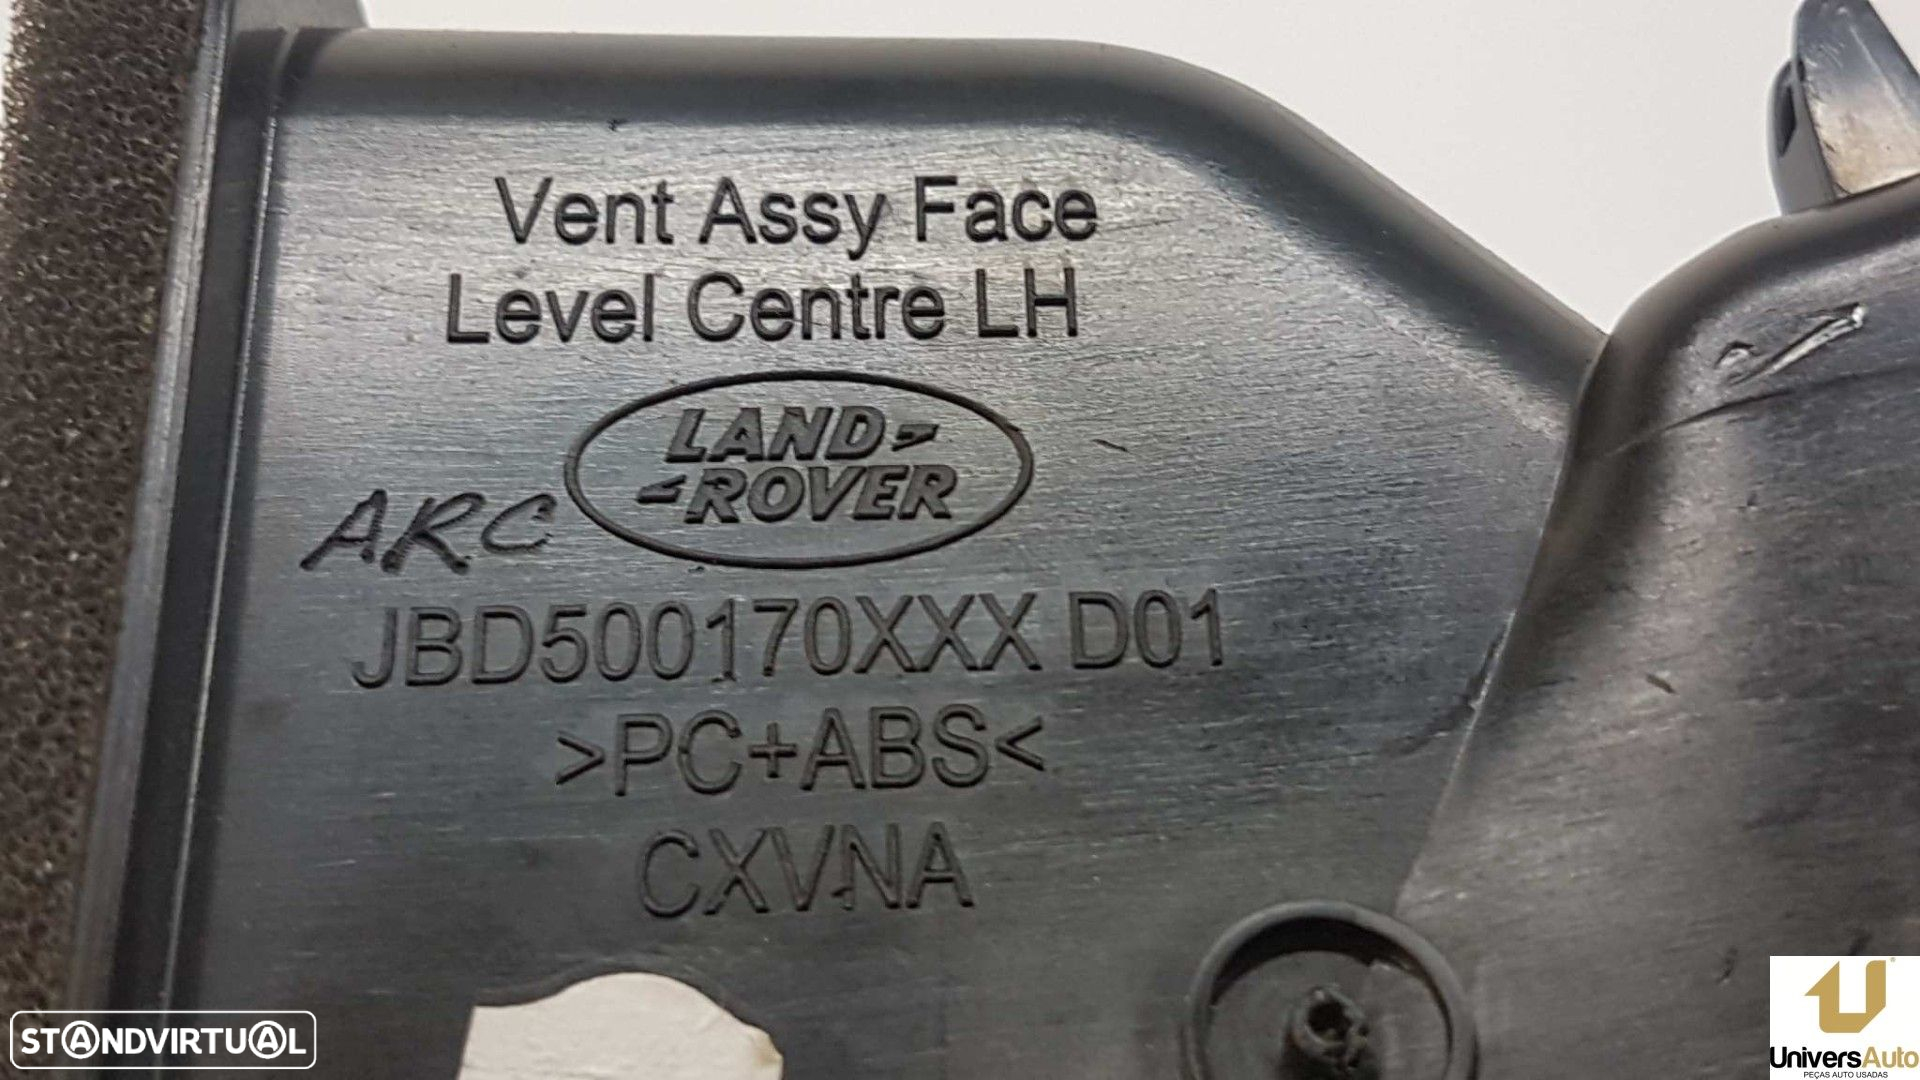 Vent Assy Face
Level Centre LH
LAND
ROVER
ARC
JBD500170XXX D01
>PC+ABS<
CXVNA
STANDVIRTUAL
UniversAuto
PEÇAS AUTO USADAS